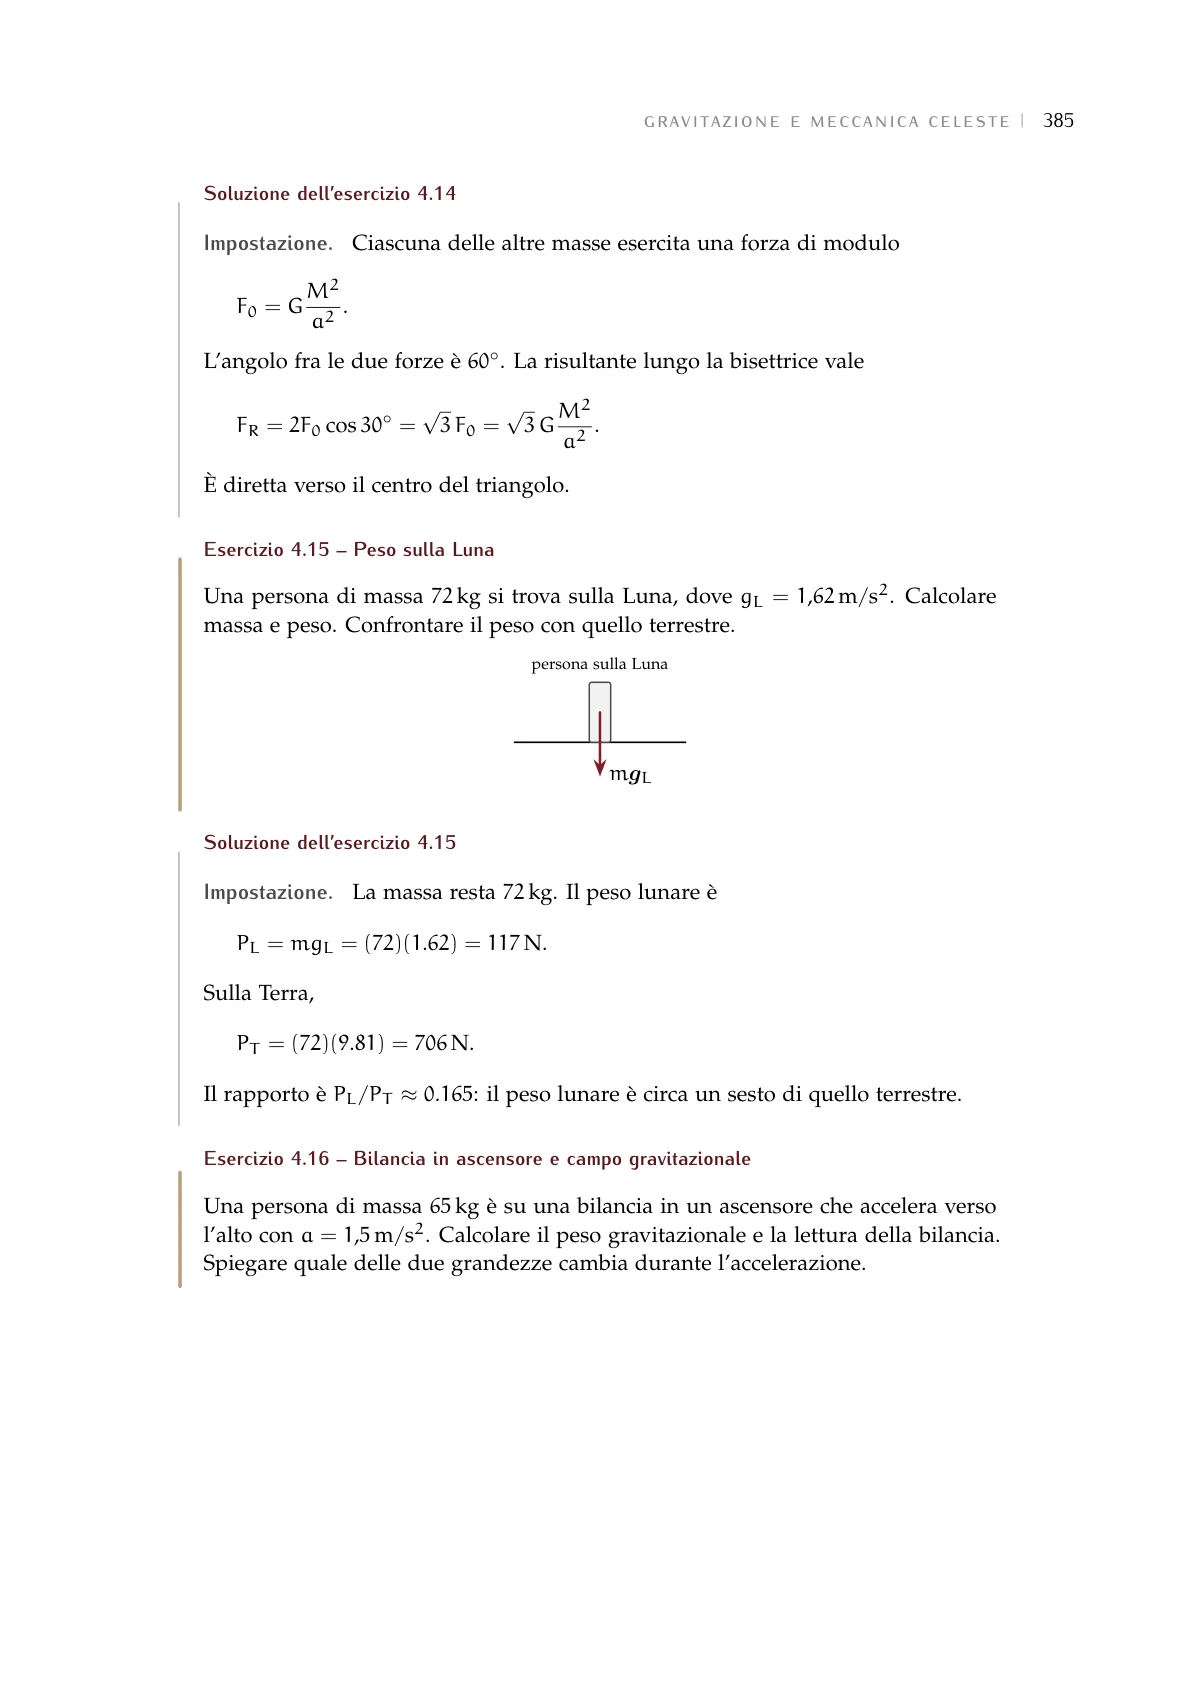 GRAVITAZIONE E MECCANICA CELESTE | 385
Soluzione dell'esercizio 4.14
Impostazione. Ciascuna delle altre masse esercita una forza di modulo
F₀ = G M²/a².
L'angolo fra le due forze è 60°. La risultante lungo la bisettrice vale
F_R = 2F₀ cos 30° = √3 F₀ = √3 G M²/a².
È diretta verso il centro del triangolo.
Esercizio 4.15 – Peso sulla Luna
Una persona di massa 72 kg si trova sulla Luna, dove g_L = 1,62 m/s². Calcolare
massa e peso. Confrontare il peso con quello terrestre.
persona sulla Luna
mg_L
Soluzione dell'esercizio 4.15
Impostazione. La massa resta 72 kg. Il peso lunare è
P_L = mg_L = (72)(1.62) = 117 N.
Sulla Terra,
P_T = (72)(9.81) = 706 N.
Il rapporto è P_L/P_T ≈ 0.165: il peso lunare è circa un sesto di quello terrestre.
Esercizio 4.16 – Bilancia in ascensore e campo gravitazionale
Una persona di massa 65 kg è su una bilancia in un ascensore che accelera verso
l'alto con a = 1,5 m/s². Calcolare il peso gravitazionale e la lettura della bilancia.
Spiegare quale delle due grandezze cambia durante l'accelerazione.